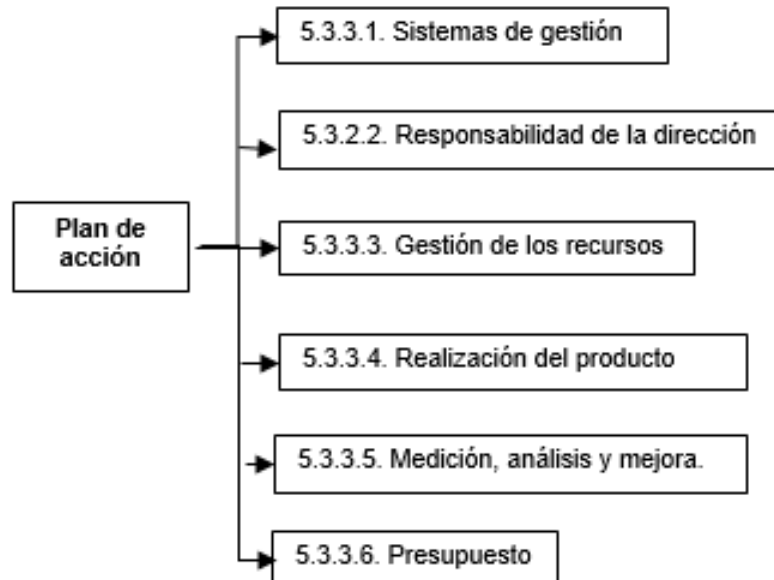 5.3.3.1. Sistemas de gestión
5.3.2.2. Responsabilidad de la dirección
Plan de
acción
5.3.3.3. Gestión de los recursos
5.3.3.4. Realización del producto
5.3.3.5. Medición, análisis y mejora.
5.3.3.6. Presupuesto